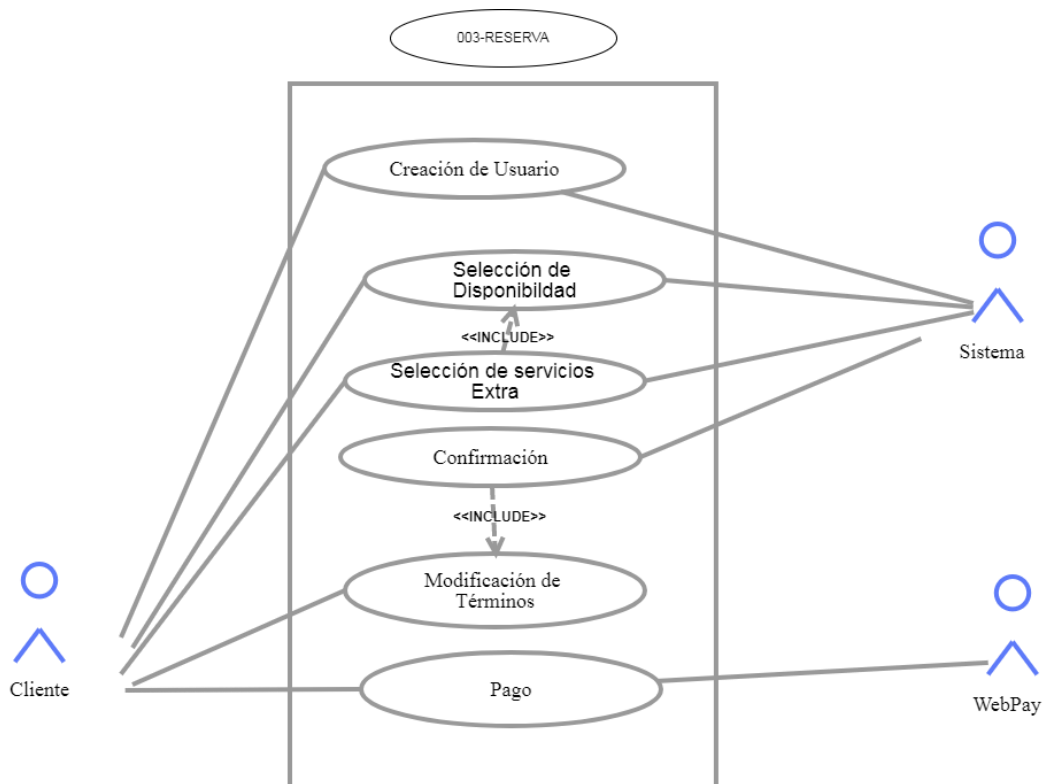 003-RESERVA
Creación de Usuario
Selección de
Disponibildad
<<INCLUDE>>
Selección de servicios
Extra
Confirmación
<<INCLUDE>>
Modificación de
Términos
Pago
Sistema
Cliente
WebPay